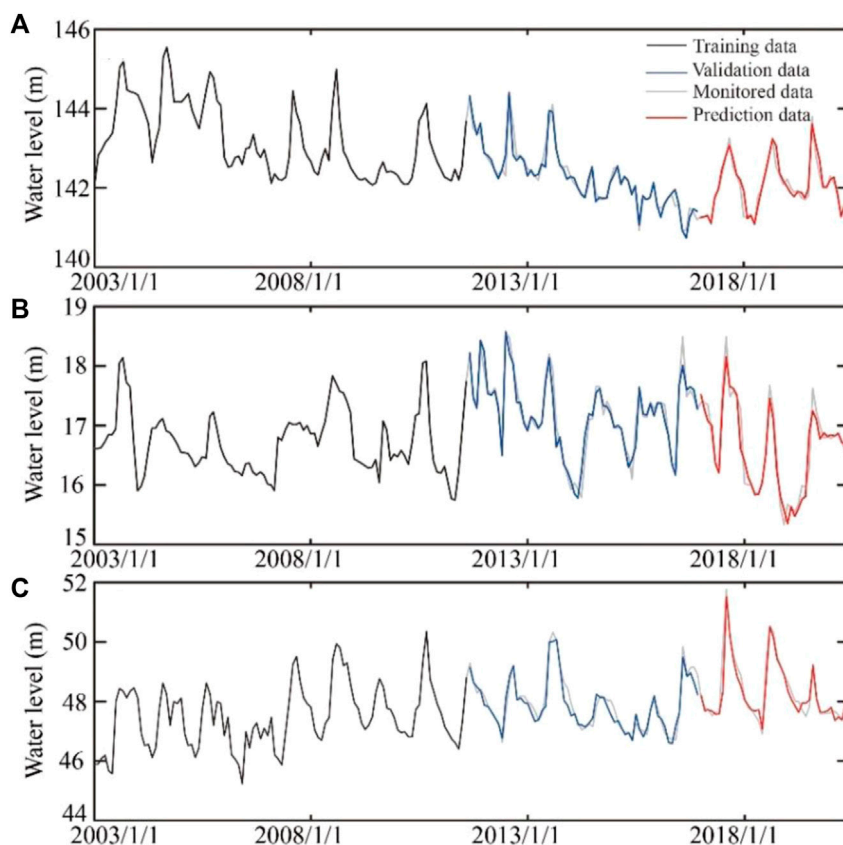 A
146
144
142
140
Water level (m)
Training data
Validation data
Monitored data
Prediction data
2003/1/1 2008/1/1 2013/1/1 2018/1/1
B
19
18
17
16
15
Water level (m)
2003/1/1 2008/1/1 2013/1/1 2018/1/1
C
52
50
48
46
44
Water level (m)
2003/1/1 2008/1/1 2013/1/1 2018/1/1